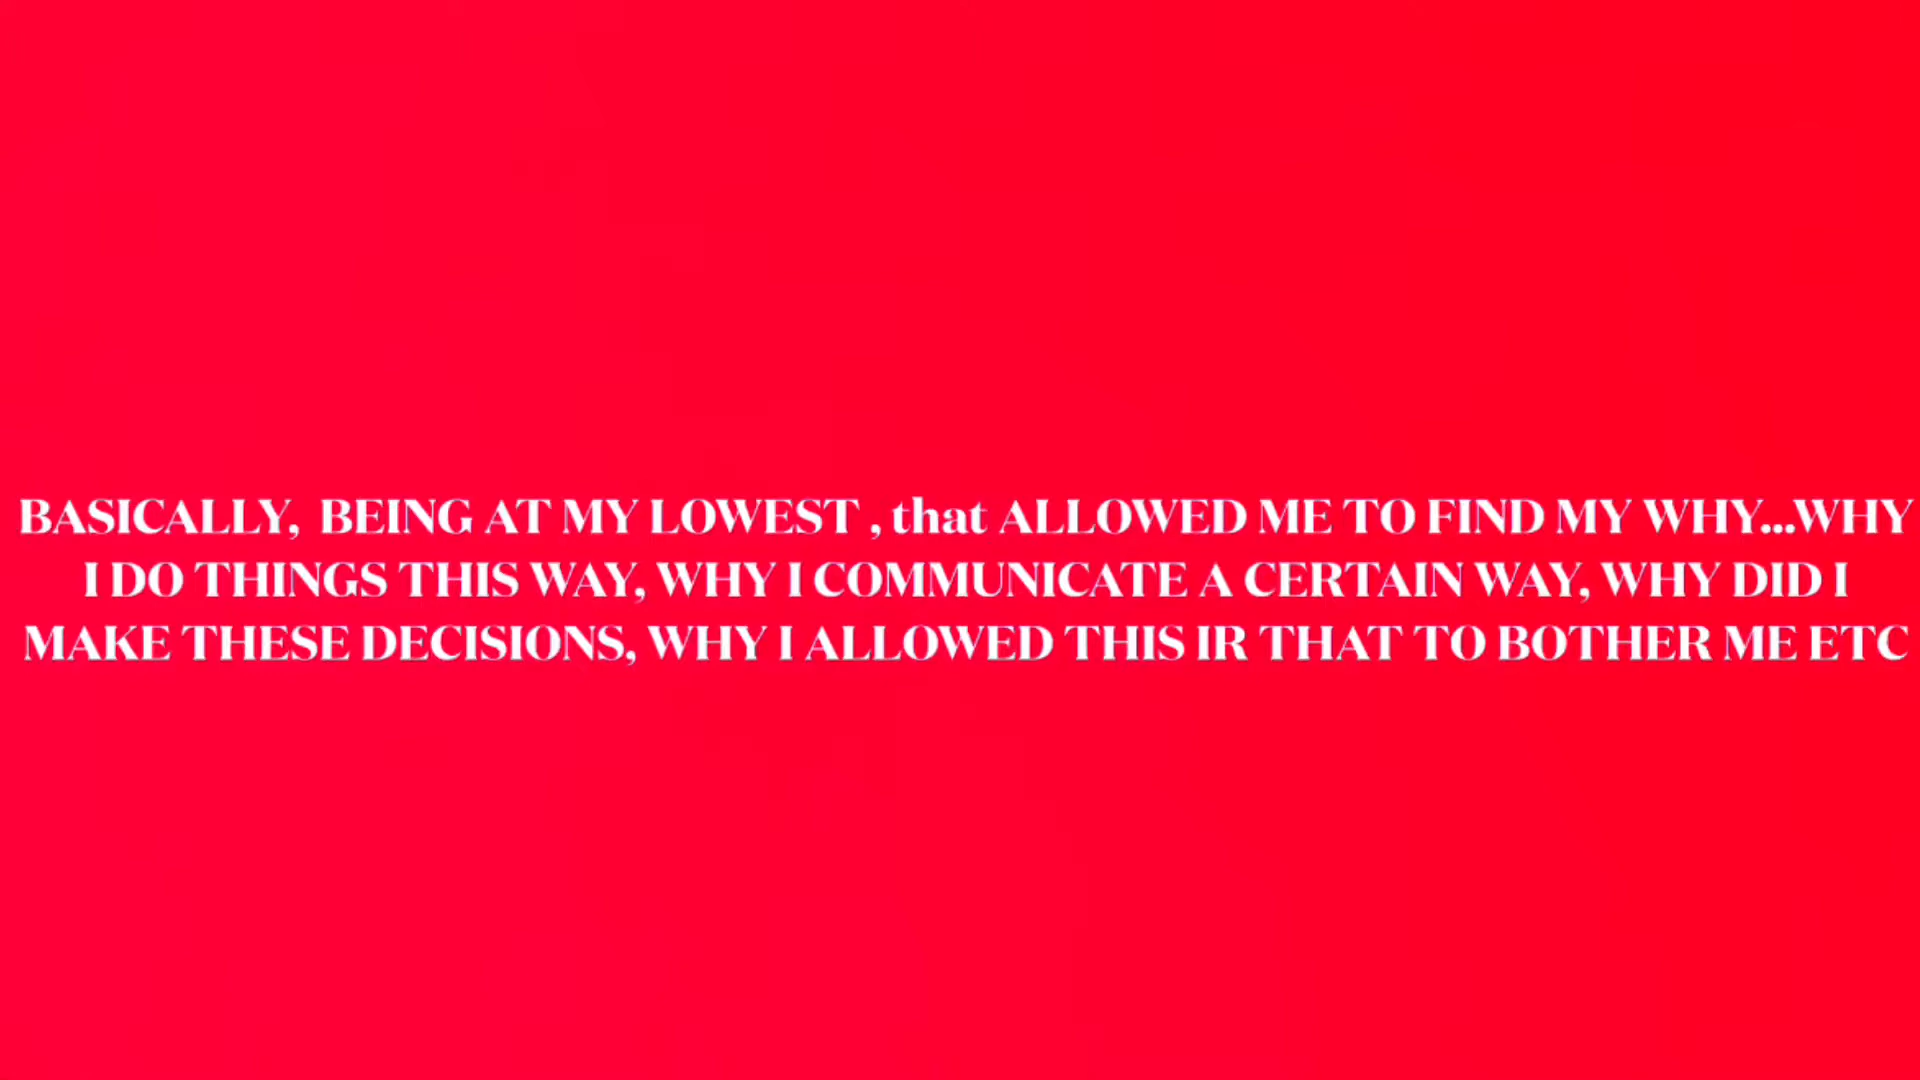 BASICALLY,  BEING AT MY LOWEST , that ALLOWED ME TO FIND MY WHY...WHY
I DO THINGS THIS WAY, WHY I COMMUNICATE A CERTAIN WAY, WHY DID I
MAKE THESE DECISIONS, WHY I ALLOWED THIS IR THAT TO BOTHER ME ETC